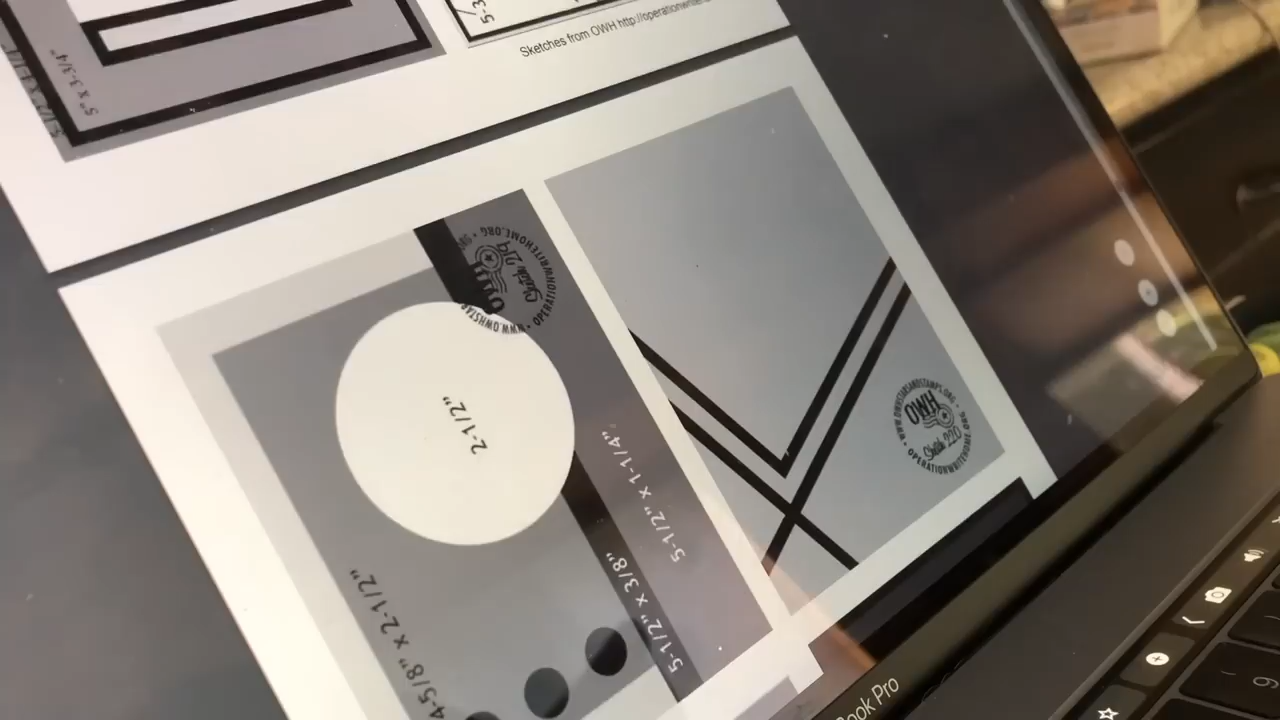 5" x 3-3/4"
Sketches from OWH http://operationwrite
OWH
Sketch 219
OPERATIONWRITEHOME.ORG
WWW.OWHSTAR
2-1/2"
5-1/2" x 1-1/4"
5-1/2" x 3/8"
4-5/8" x 2-1/2"
WWW.OWHSTARSANDSTAMPS.ORG
OWH
Sketch 220
OPERATIONWRITEHOME.ORG
Book Pro